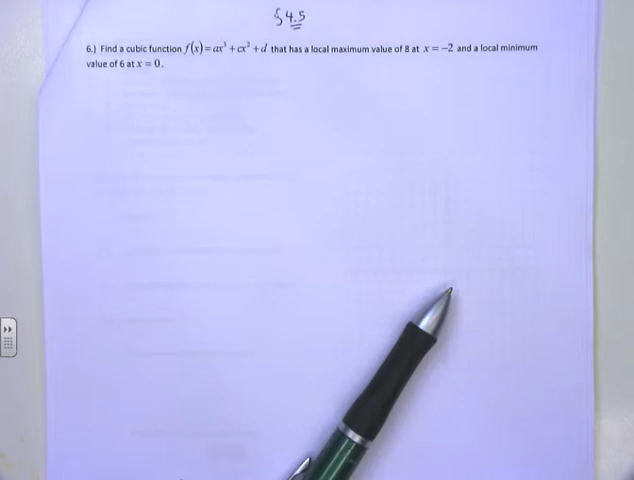 § 4.5
6.) Find a cubic function f(x) = ax³ + cx² + d that has a local maximum value of 8 at x = −2 and a local minimum
value of 6 at x = 0.